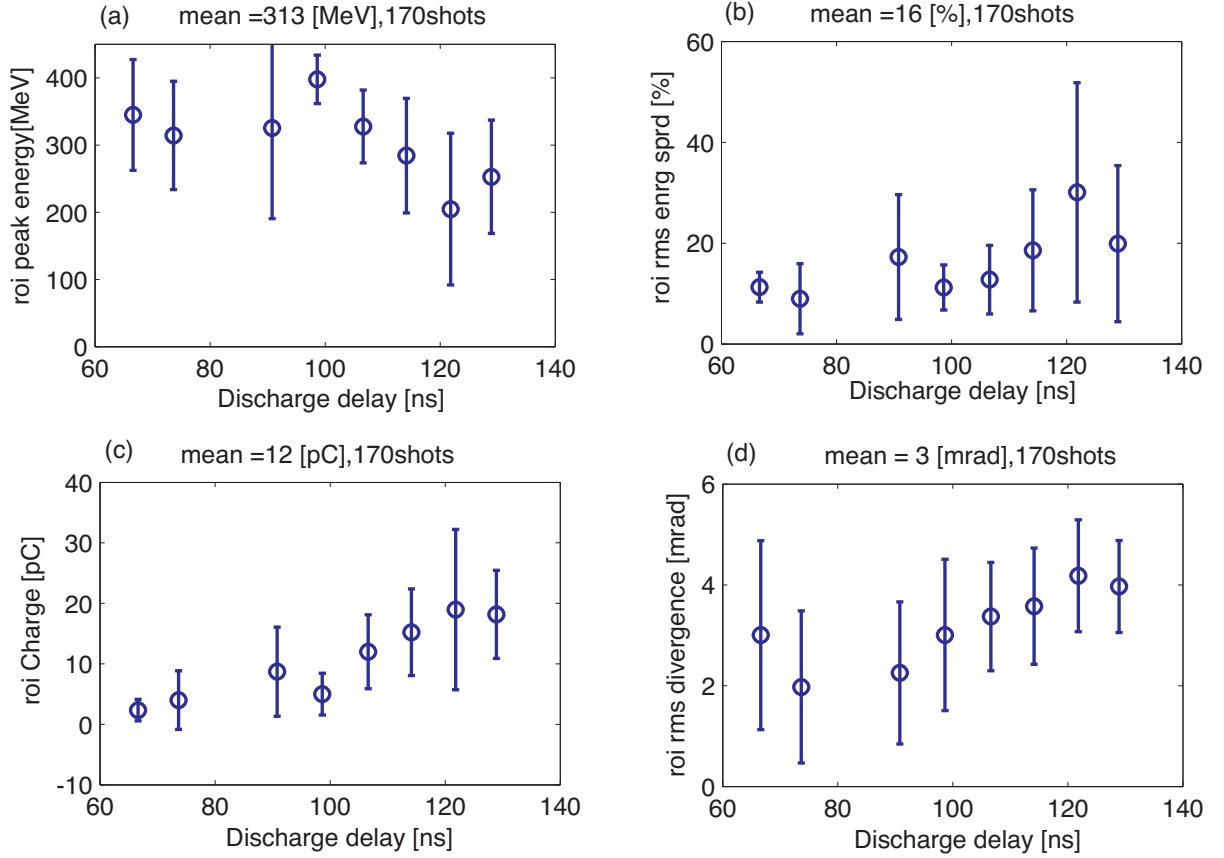 (a)
mean =313 [MeV],170shots
roi peak energy[MeV]
400
300
200
100
0
60
80
100
120
140
Discharge delay [ns]
(b)
mean =16 [%],170shots
roi rms enrg sprd [%]
60
40
20
0
60
80
100
120
140
Discharge delay [ns]
(c)
mean =12 [pC],170shots
roi Charge [pC]
40
30
20
10
0
-10
60
80
100
120
140
Discharge delay [ns]
(d)
mean = 3 [mrad],170shots
roi rms divergence [mrad]
6
4
2
0
60
80
100
120
140
Discharge delay [ns]